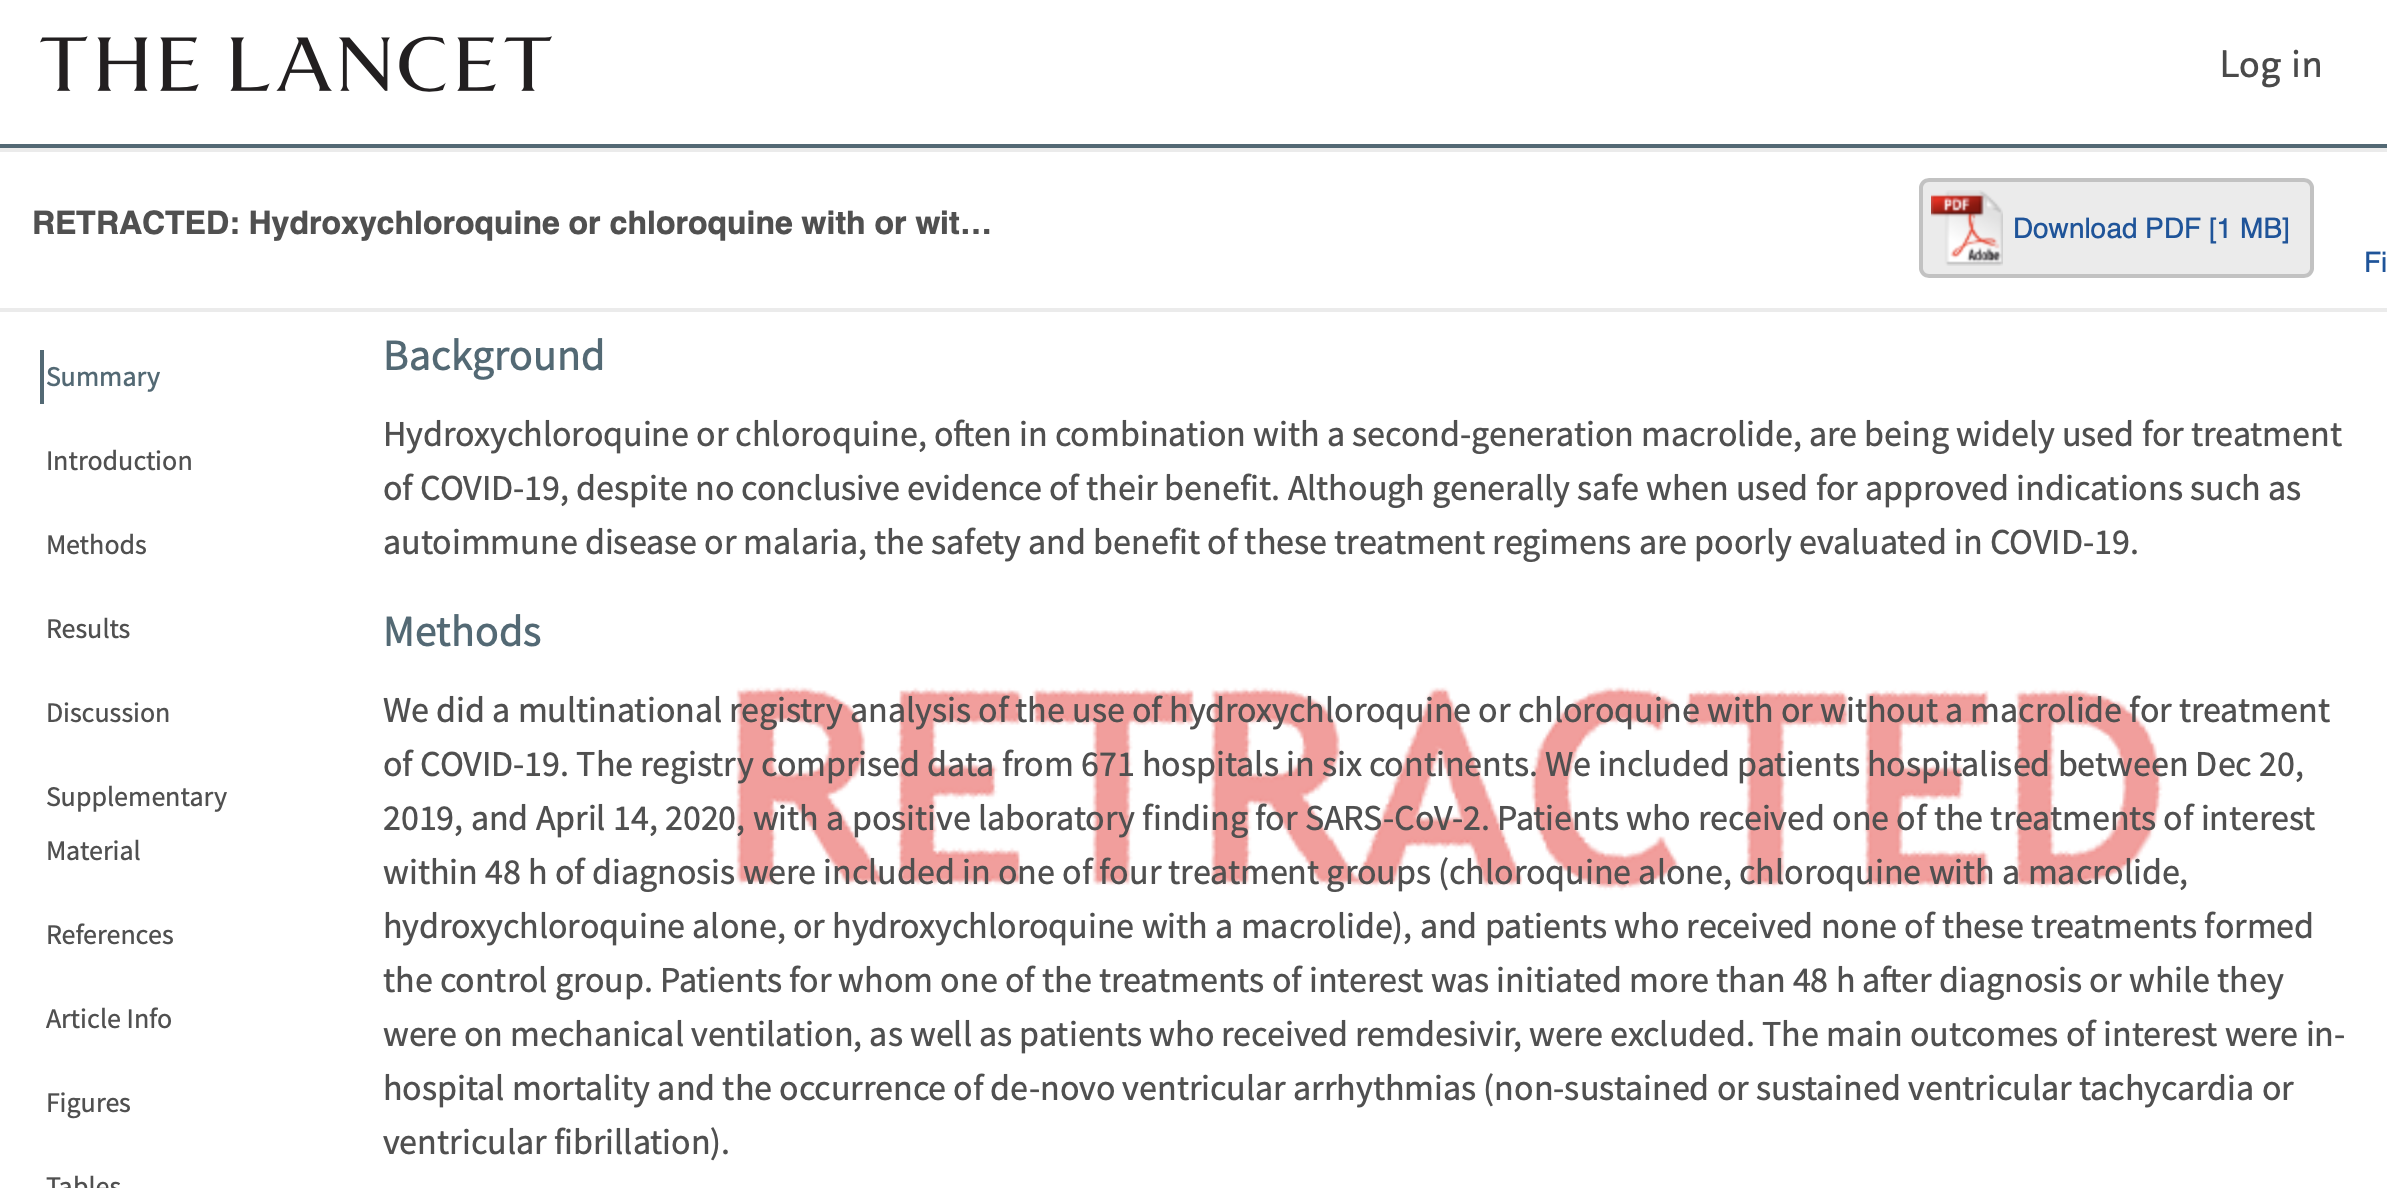 THE LANCET
Log in
RETRACTED: Hydroxychloroquine or chloroquine with or wit...
PDF
Adobe
Download PDF [1 MB]
Fi
Summary
Introduction
Methods
Results
Discussion
Supplementary
Material
References
Article Info
Figures
Tables
Background
Hydroxychloroquine or chloroquine, often in combination with a second-generation macrolide, are being widely used for treatment
of COVID-19, despite no conclusive evidence of their benefit. Although generally safe when used for approved indications such as
autoimmune disease or malaria, the safety and benefit of these treatment regimens are poorly evaluated in COVID-19.
Methods
We did a multinational registry analysis of the use of hydroxychloroquine or chloroquine with or without a macrolide for treatment
of COVID-19. The registry comprised data from 671 hospitals in six continents. We included patients hospitalised between Dec 20,
2019, and April 14, 2020, with a positive laboratory finding for SARS-CoV-2. Patients who received one of the treatments of interest
within 48 h of diagnosis were included in one of four treatment groups (chloroquine alone, chloroquine with a macrolide,
hydroxychloroquine alone, or hydroxychloroquine with a macrolide), and patients who received none of these treatments formed
the control group. Patients for whom one of the treatments of interest was initiated more than 48 h after diagnosis or while they
were on mechanical ventilation, as well as patients who received remdesivir, were excluded. The main outcomes of interest were in-
hospital mortality and the occurrence of de-novo ventricular arrhythmias (non-sustained or sustained ventricular tachycardia or
ventricular fibrillation).
RETRACTED